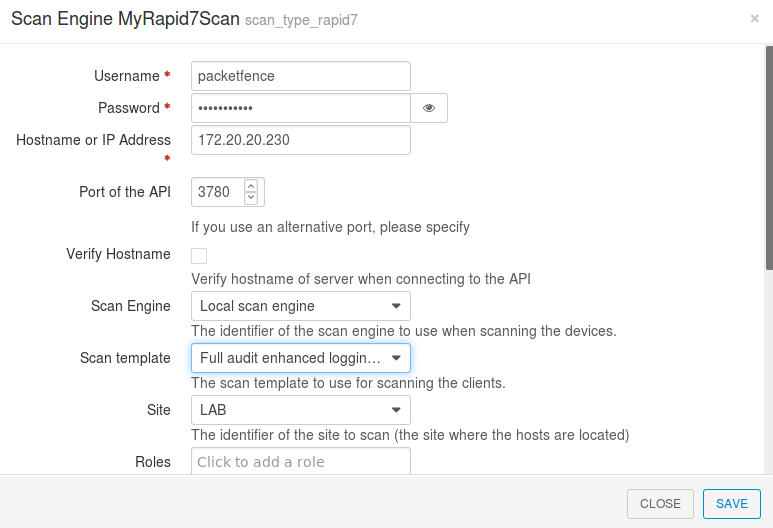 Scan Engine MyRapid7Scan scan_type_rapid7 ×
Username * packetfence
Password * •••••••••••
Hostname or IP Address * 172.20.20.230
Port of the API 3780
If you use an alternative port, please specify
Verify Hostname
Verify hostname of server when connecting to the API
Scan Engine Local scan engine
The identifier of the scan engine to use when scanning the devices.
Scan template Full audit enhanced loggin...
The scan template to use for scanning the clients.
Site LAB
The identifier of the site to scan (the site where the hosts are located)
Roles Click to add a role
CLOSE SAVE